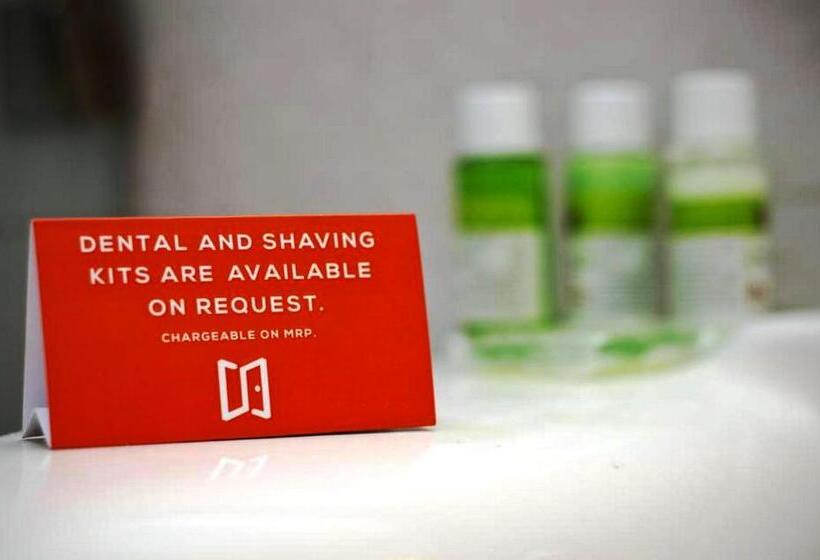 DENTAL AND SHAVING
KITS ARE AVAILABLE
ON REQUEST.
CHARGEABLE ON MRP.